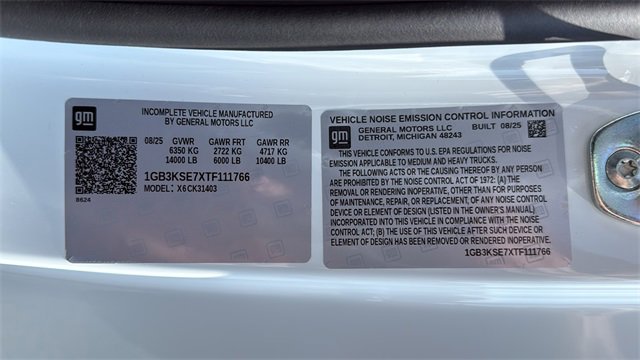 gm
INCOMPLETE VEHICLE MANUFACTURED
BY GENERAL MOTORS LLC
08/25 GVWR GAWR FRT GAWR RR
6350 KG 2722 KG 4717 KG
14000 LB 6000 LB 10400 LB
1GB3KSE7XTF111766
MODEL: X6CK31403
8624
VEHICLE NOISE EMISSION CONTROL INFORMATION
gm
GENERAL MOTORS LLC BUILT 08/25
DETROIT, MICHIGAN 48243
THIS VEHICLE CONFORMS TO U.S. EPA REGULATIONS FOR NOISE
EMISSION APPLICABLE TO MEDIUM AND HEAVY TRUCKS.
THE FOLLOWING ACTS OR CAUSING THEREOF BY ANY PERSON
ARE PROHIBITED BY THE NOISE CONTROL ACT OF 1972: (A) THE
REMOVAL OR RENDERING INOPERATIVE, OTHER THAN FOR PURPOSES
OF MAINTENANCE, REPAIR, OR REPLACEMENT, OF ANY NOISE CONTROL
DEVICE OR ELEMENT OF DESIGN (LISTED IN THE OWNER'S MANUAL)
INCORPORATED INTO THIS VEHICLE IN COMPLIANCE WITH THE NOISE
CONTROL ACT; (B) THE USE OF THIS VEHICLE AFTER SUCH DEVICE OR
ELEMENT OF DESIGN HAS BEEN REMOVED OR RENDERED INOPERATIVE.
1GB3KSE7XTF111766